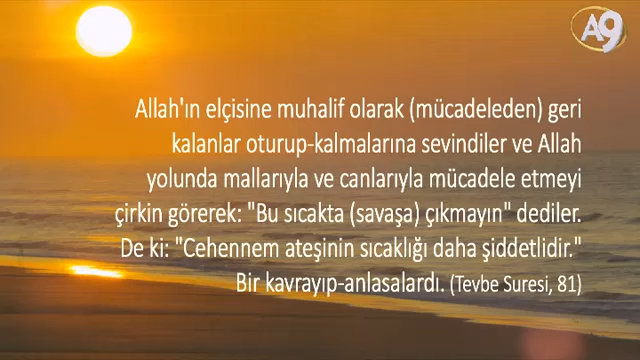 A9
Allah'ın elçisine muhalif olarak (mücadeleden) geri
kalanlar oturup-kalmalarına sevindiler ve Allah
yolunda mallarıyla ve canlarıyla mücadele etmeyi
çirkin görerek: "Bu sıcakta (savaşa) çıkmayın" dediler.
De ki: "Cehennem ateşinin sıcaklığı daha şiddetlidir."
Bir kavrayıp-anlasalardı. (Tevbe Suresi, 81)